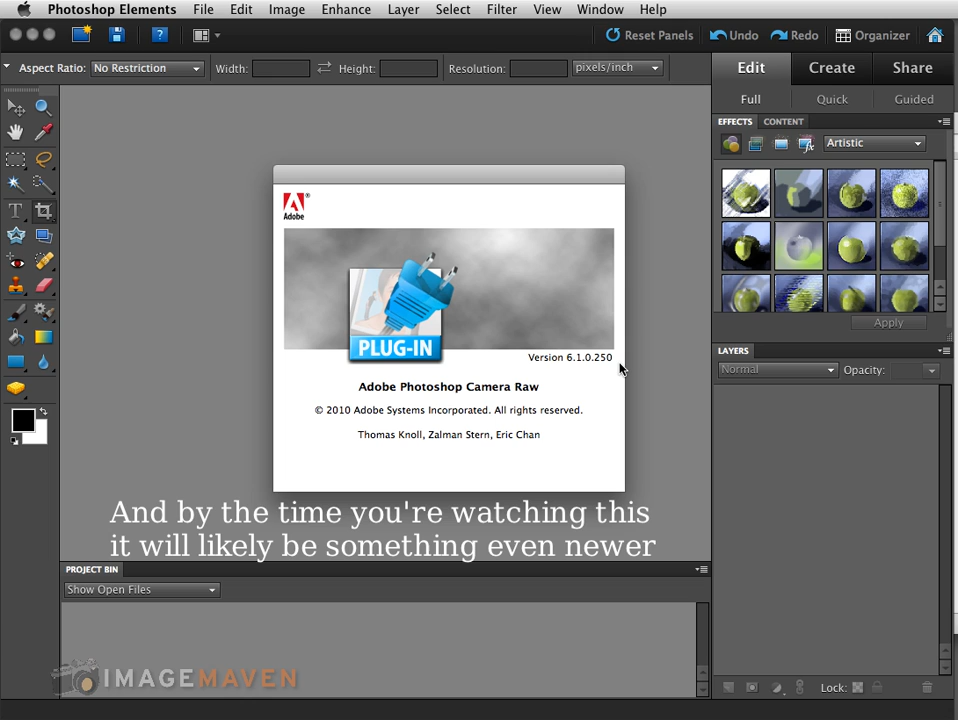 Photoshop Elements File Edit Image Enhance Layer Select Filter View Window Help
? Reset Panels Undo Redo Organizer
Aspect Ratio: No Restriction Width: Height: Resolution: pixels/inch
Edit Create Share
Full Quick Guided
EFFECTS CONTENT
Artistic
Apply
Adobe
PLUG-IN
Version 6.1.0.250
Adobe Photoshop Camera Raw
© 2010 Adobe Systems Incorporated. All rights reserved.
Thomas Knoll, Zalman Stern, Eric Chan
LAYERS
Normal Opacity:
And by the time you're watching this
it will likely be something even newer
PROJECT BIN
Show Open Files
IMAGEMAVEN
Lock: